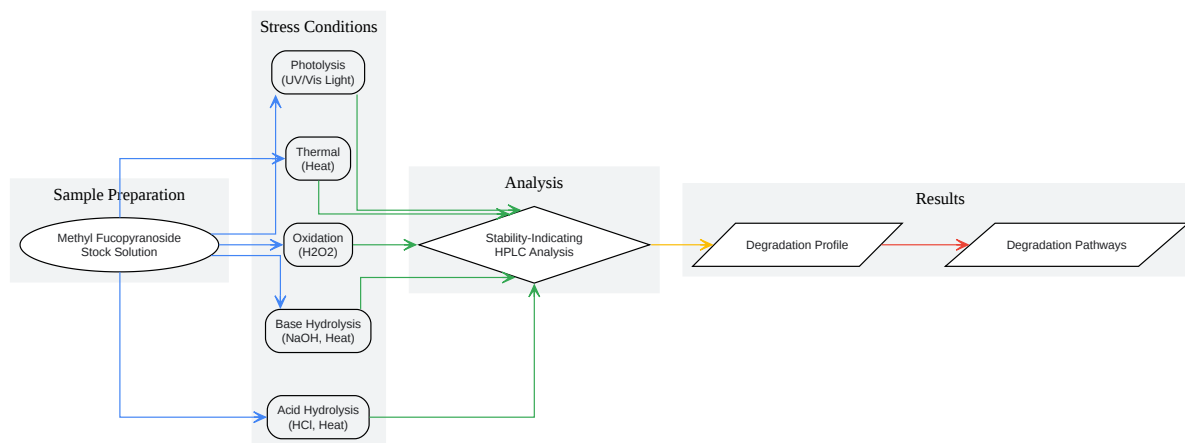 Sample Preparation
Methyl Fucopyranoside
Stock Solution
Stress Conditions
Photolysis
(UV/Vis Light)
Thermal
(Heat)
Oxidation
(H2O2)
Base Hydrolysis
(NaOH, Heat)
Acid Hydrolysis
(HCl, Heat)
Analysis
Stability-Indicating
HPLC Analysis
Results
Degradation Profile
Degradation Pathways